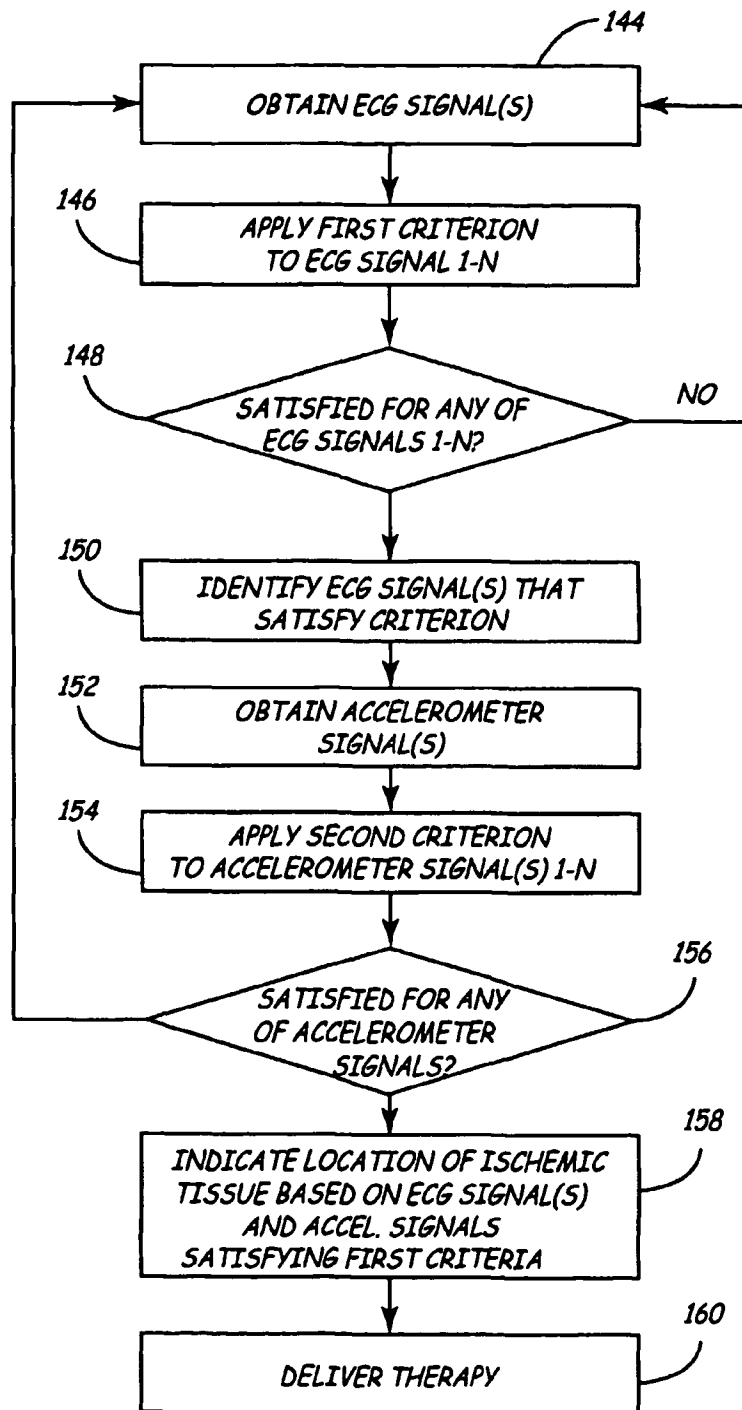 144
OBTAIN ECG SIGNAL(S)
146
APPLY FIRST CRITERION
TO ECG SIGNAL 1-N
148
SATISFIED FOR ANY OF
ECG SIGNALS 1-N?
NO
150
IDENTIFY ECG SIGNAL(S) THAT
SATISFY CRITERION
152
OBTAIN ACCELEROMETER
SIGNAL(S)
154
APPLY SECOND CRITERION
TO ACCELEROMETER SIGNAL(S) 1-N
156
SATISFIED FOR ANY
OF ACCELEROMETER
SIGNALS?
158
INDICATE LOCATION OF ISCHEMIC
TISSUE BASED ON ECG SIGNAL(S)
AND ACCEL. SIGNALS
SATISFYING FIRST CRITERIA
160
DELIVER THERAPY